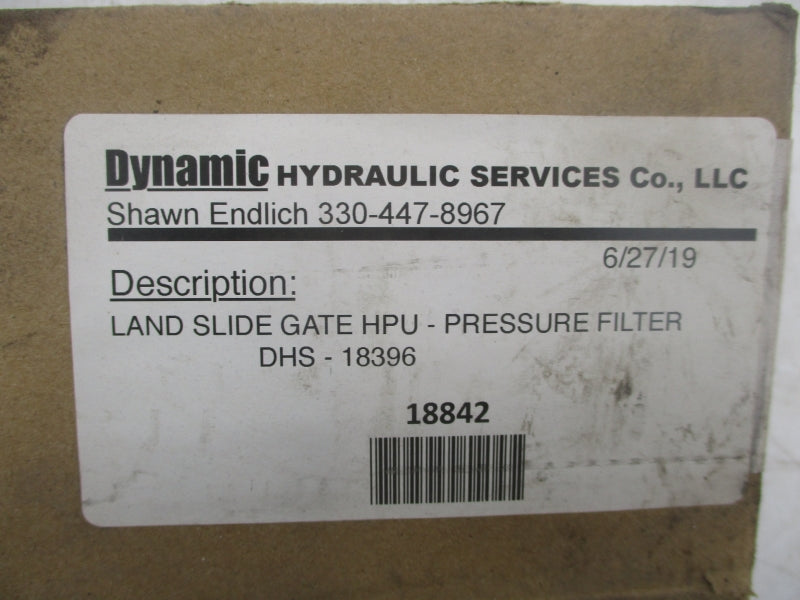 Dynamic HYDRAULIC SERVICES Co., LLC
Shawn Endlich 330-447-8967
6/27/19
Description:
LAND SLIDE GATE HPU - PRESSURE FILTER
DHS - 18396
18842